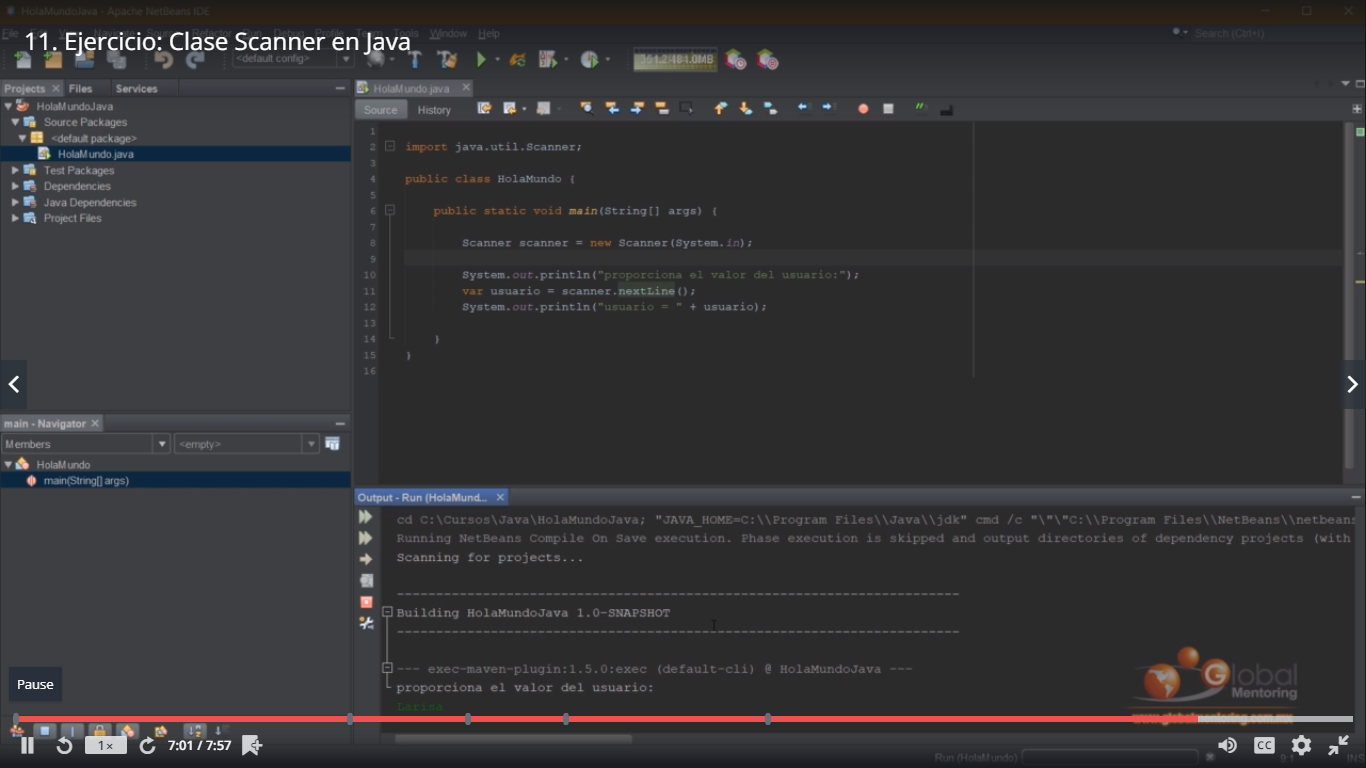 HolaMundoJava - Apache NetBeans IDE
11. Ejercicio: Clase Scanner en Java
Window Help
Search (Ctrl+I)
<default config>
351.2/484.0MB
Projects Files Services
HolaMundoJava
Source Packages
<default package>
HolaMundo.java
Test Packages
Dependencies
Java Dependencies
Project Files
HolaMundo.java
Source History
1
2 import java.util.Scanner;
3
4 public class HolaMundo {
5
6 public static void main(String[] args) {
7
8 Scanner scanner = new Scanner(System.in);
9
10 System.out.println("proporciona el valor del usuario:");
11 var usuario = scanner.nextLine();
12 System.out.println("usuario = " + usuario);
13
14 }
15 }
16
main - Navigator
Members <empty>
HolaMundo
main(String[] args)
Output - Run (HolaMund...
cd C:\Cursos\Java\HolaMundoJava; "JAVA_HOME=C:\\Program Files\\Java\\jdk" cmd /c "\"\"C:\\Program Files\\NetBeans\\netbeans
Running NetBeans Compile On Save execution. Phase execution is skipped and output directories of dependency projects (with
Scanning for projects...
------------------------------------------------------------------------
Building HolaMundoJava 1.0-SNAPSHOT
------------------------------------------------------------------------
--- exec-maven-plugin:1.5.0:exec (default-cli) @ HolaMundoJava ---
proporciona el valor del usuario:
Larisa
Global
Mentoring
www.globalmentoring.com.mx
Pause
1x 7:01 / 7:57 CC
Run (HolaMundo)
9:1 INS